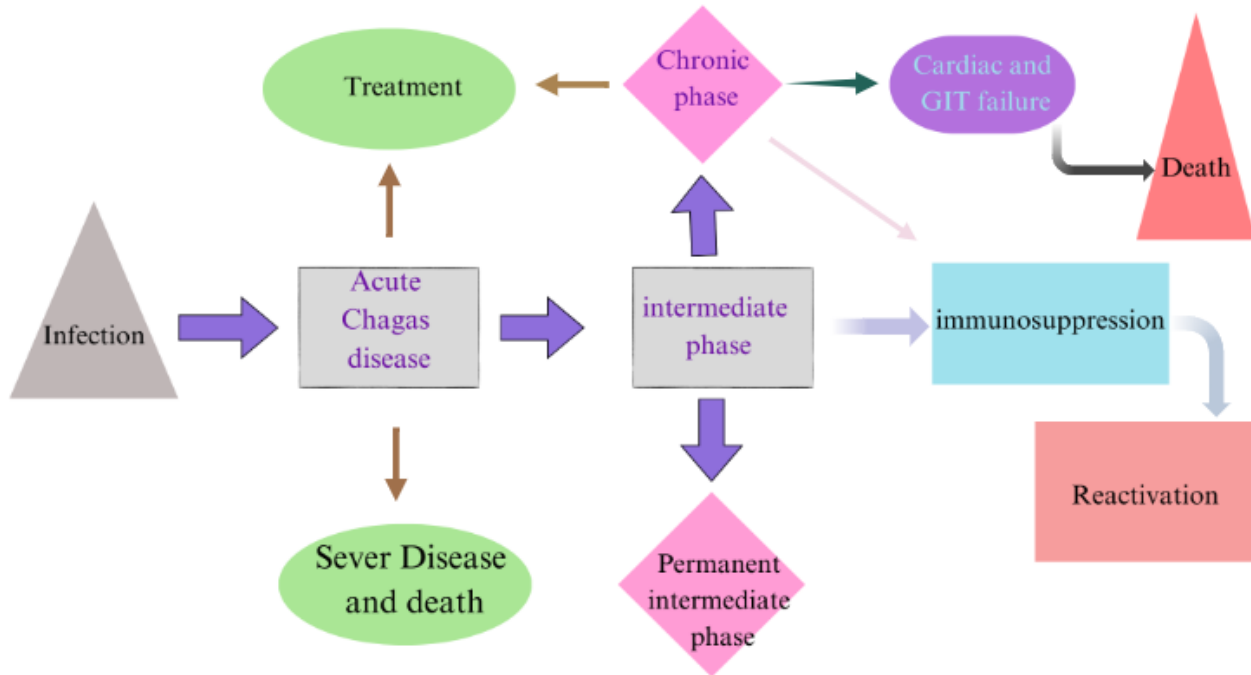 Treatment
Chronic
phase
Cardiac and
GIT failure
Death
Infection
Acute
Chagas
disease
intermediate
phase
immunosuppression
Reactivation
Sever Disease
and death
Permanent
intermediate
phase